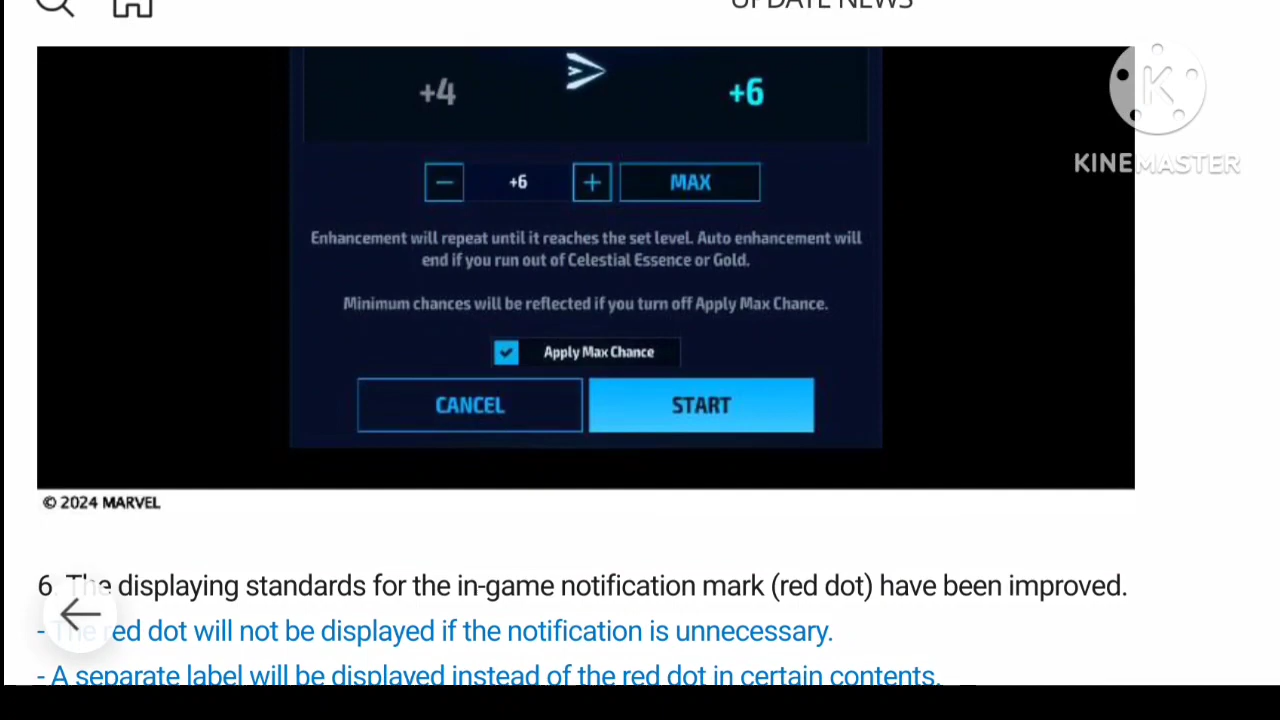 UPDATE NEWS
+4
+6
+6
MAX
K
KINEMASTER
Enhancement will repeat until it reaches the set level. Auto enhancement will
end if you run out of Celestial Essence or Gold.
Minimum chances will be reflected if you turn off Apply Max Chance.
Apply Max Chance
CANCEL
START
© 2024 MARVEL
6. The displaying standards for the in-game notification mark (red dot) have been improved.
- The red dot will not be displayed if the notification is unnecessary.
- A separate label will be displayed instead of the red dot in certain contents.